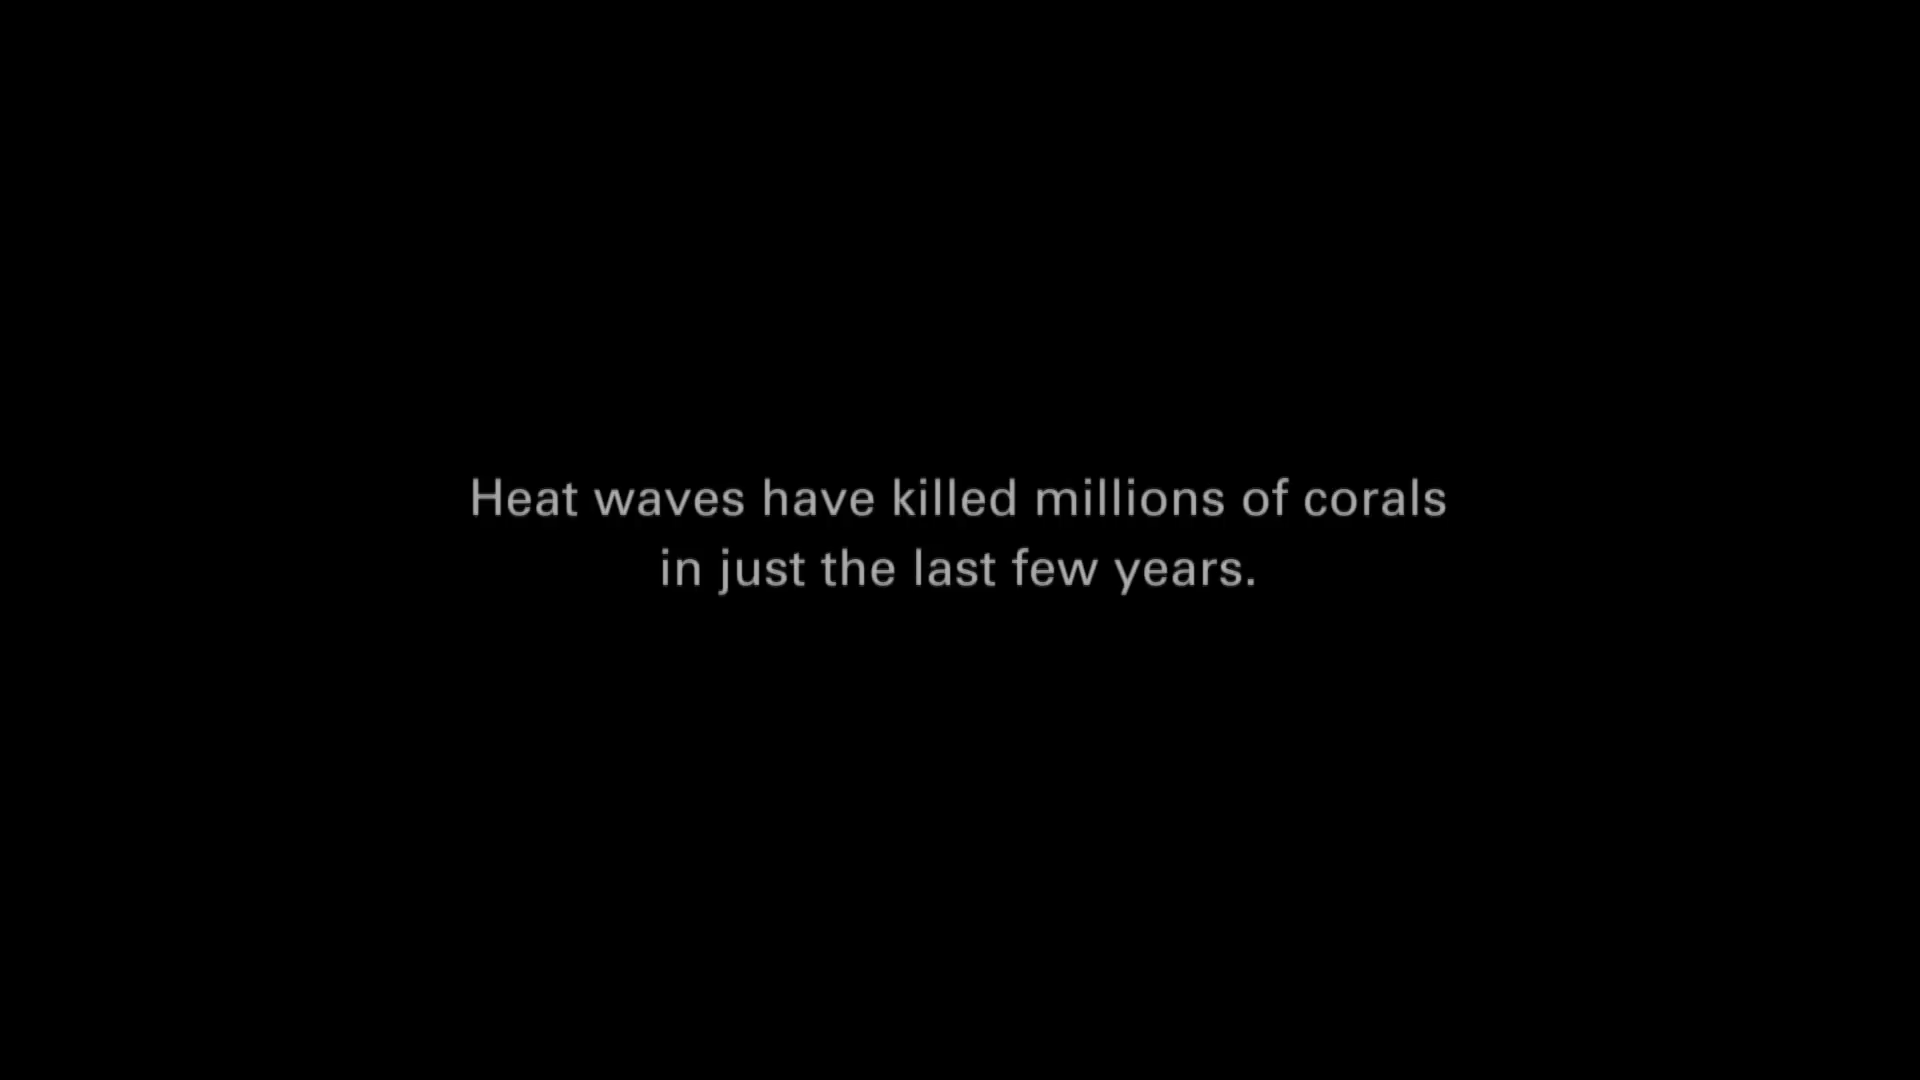 Heat waves have killed millions of corals
in just the last few years.